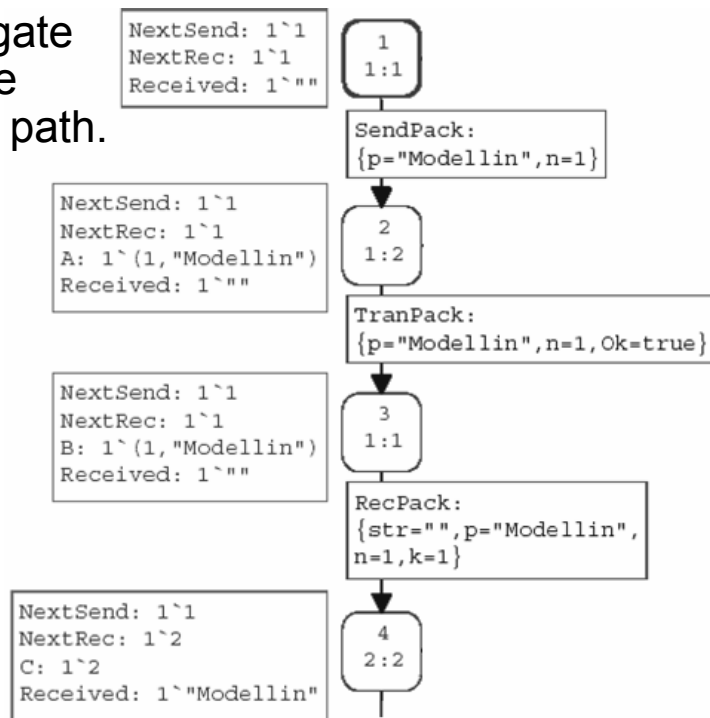 gate
e
path.
NextSend: 1`1
NextRec: 1`1
Received: 1`""
1
1:1
SendPack:
{p="Modellin",n=1}
NextSend: 1`1
NextRec: 1`1
A: 1`(1,"Modellin")
Received: 1`""
2
1:2
TranPack:
{p="Modellin",n=1,Ok=true}
NextSend: 1`1
NextRec: 1`1
B: 1`(1,"Modellin")
Received: 1`""
3
1:1
RecPack:
{str="",p="Modellin",
n=1,k=1}
NextSend: 1`1
NextRec: 1`2
C: 1`2
Received: 1`"Modellin"
4
2:2